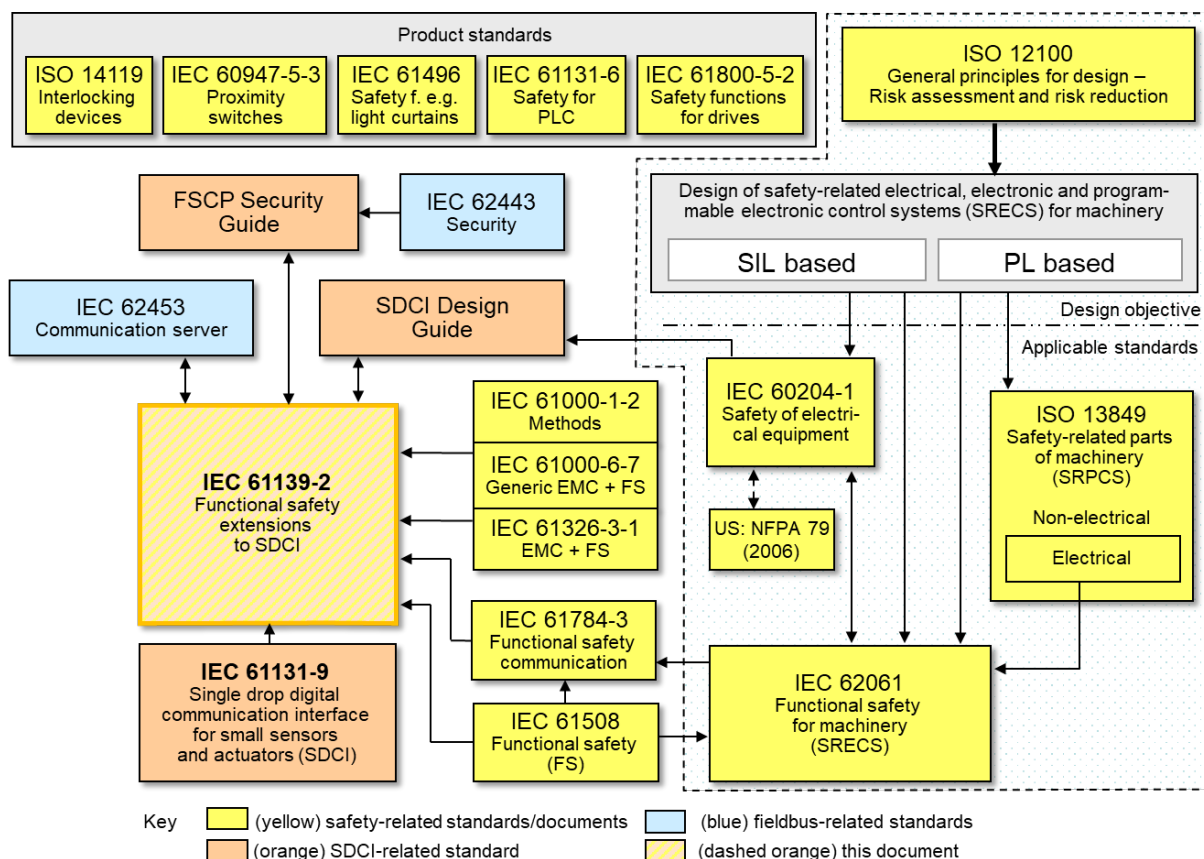 Product standards
ISO 14119
Interlocking
devices
IEC 60947-5-3
Proximity
switches
IEC 61496
Safety f. e.g.
light curtains
IEC 61131-6
Safety for
PLC
IEC 61800-5-2
Safety functions
for drives
ISO 12100
General principles for design –
Risk assessment and risk reduction
FSCP Security
Guide
IEC 62443
Security
Design of safety-related electrical, electronic and program-
mable electronic control systems (SRECS) for machinery
SIL based
PL based
Design objective
Applicable standards
IEC 62453
Communication server
SDCI Design
Guide
IEC 60204-1
Safety of electri-
cal equipment
ISO 13849
Safety-related parts
of machinery
(SRPCS)
Non-electrical
Electrical
IEC 61000-1-2
Methods
IEC 61000-6-7
Generic EMC + FS
IEC 61326-3-1
EMC + FS
IEC 61139-2
Functional safety
extensions
to SDCI
US: NFPA 79
(2006)
IEC 61784-3
Functional safety
communication
IEC 61131-9
Single drop digital
communication interface
for small sensors
and actuators (SDCI)
IEC 61508
Functional safety
(FS)
IEC 62061
Functional safety
for machinery
(SRECS)
Key
(yellow) safety-related standards/documents
(blue) fieldbus-related standards
(orange) SDCI-related standard
(dashed orange) this document